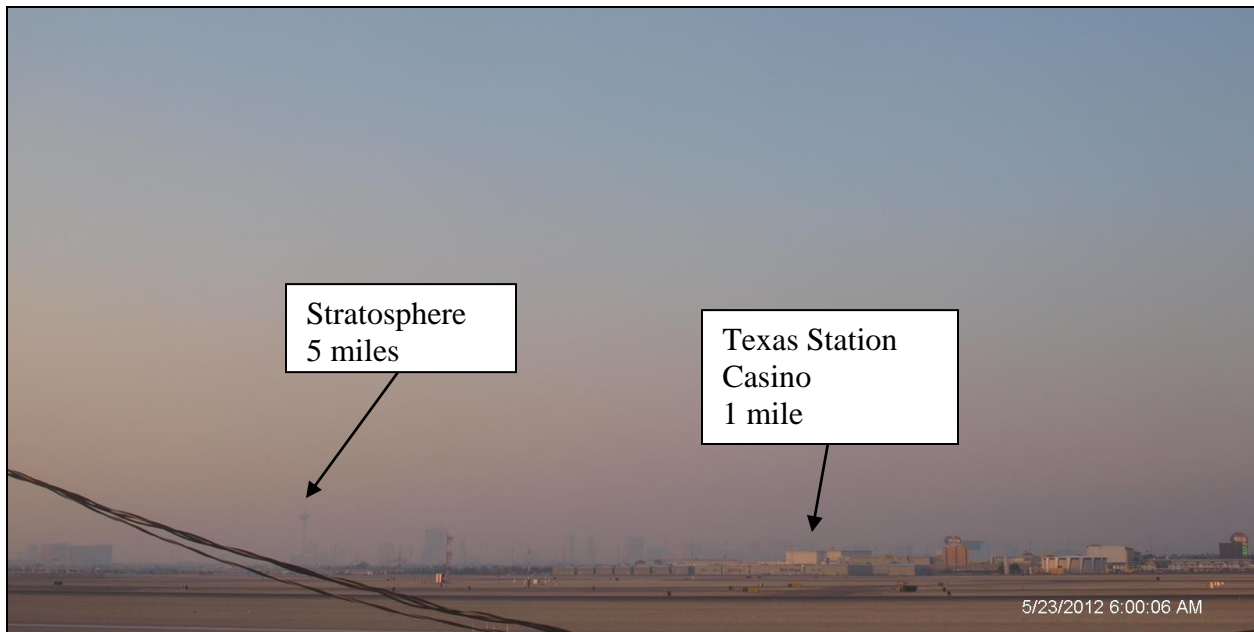 Stratosphere
5 miles
Texas Station
Casino
1 mile
5/23/2012 6:00:06 AM